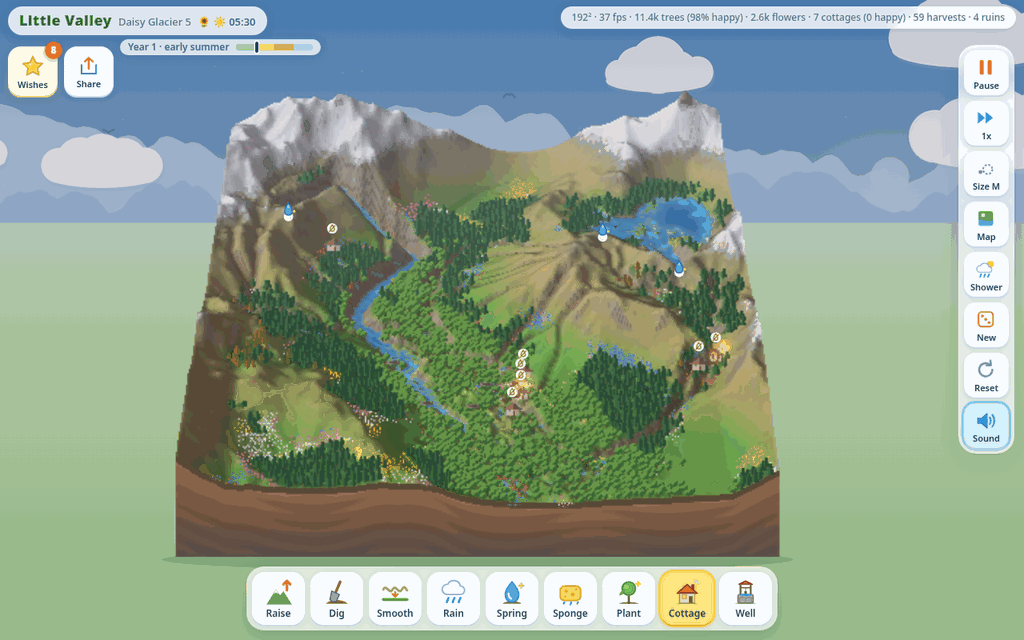 Little Valley Daisy Glacier 5 05:30
192² · 37 fps · 11.4k trees (98% happy) · 2.6k flowers · 7 cottages (0 happy) · 59 harvests · 4 ruins
Year 1 · early summer
8
Wishes
Share
Pause
1x
Size M
Map
Shower
New
Reset
Sound
Raise
Dig
Smooth
Rain
Spring
Sponge
Plant
Cottage
Well